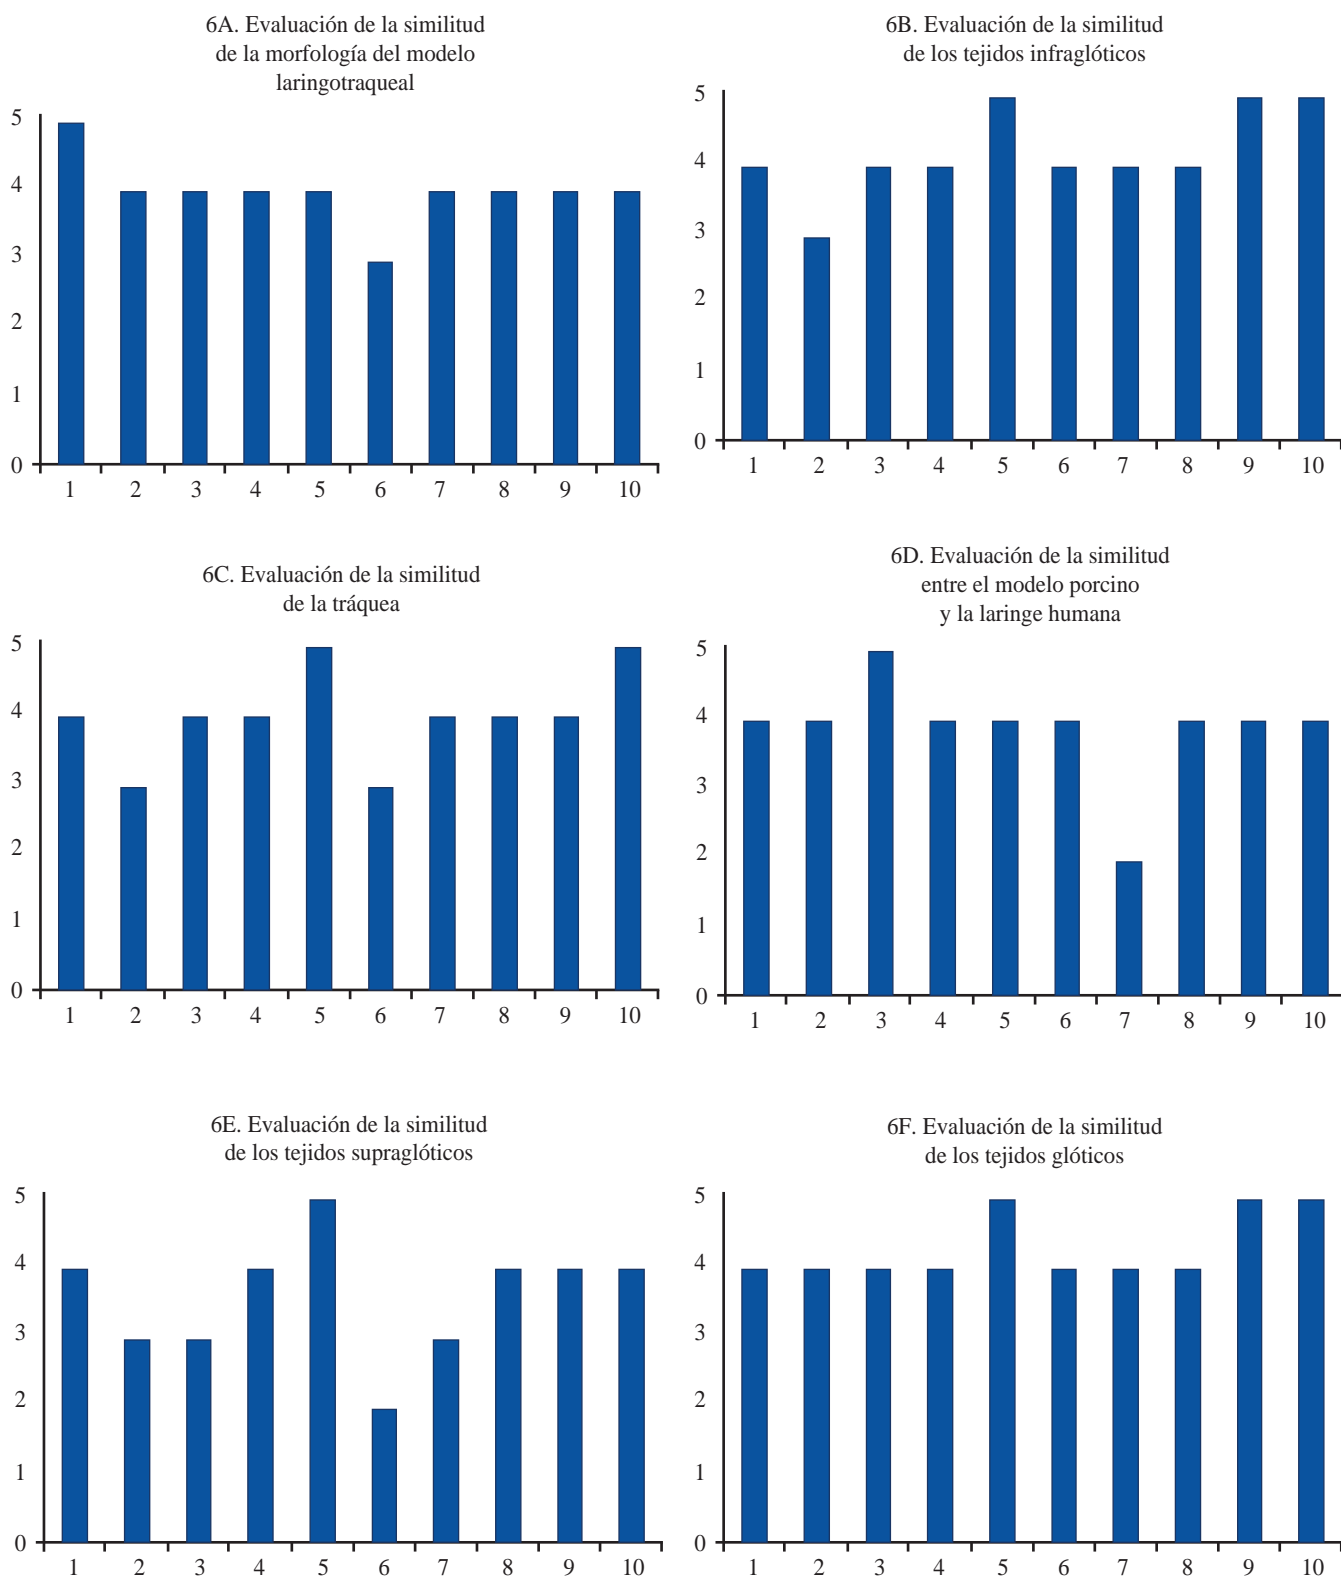 6A. Evaluación de la similitud
de la morfología del modelo
laringotraqueal
5
4
3
2
1
0
1 2 3 4 5 6 7 8 9 10
6B. Evaluación de la similitud
de los tejidos infraglóticos
5
4
3
2
1
0
1 2 3 4 5 6 7 8 9 10
6C. Evaluación de la similitud
de la tráquea
5
4
3
2
1
0
1 2 3 4 5 6 7 8 9 10
6D. Evaluación de la similitud
entre el modelo porcino
y la laringe humana
5
4
3
2
1
0
1 2 3 4 5 6 7 8 9 10
6E. Evaluación de la similitud
de los tejidos supraglóticos
5
4
3
2
1
0
1 2 3 4 5 6 7 8 9 10
6F. Evaluación de la similitud
de los tejidos glóticos
5
4
3
2
1
0
1 2 3 4 5 6 7 8 9 10